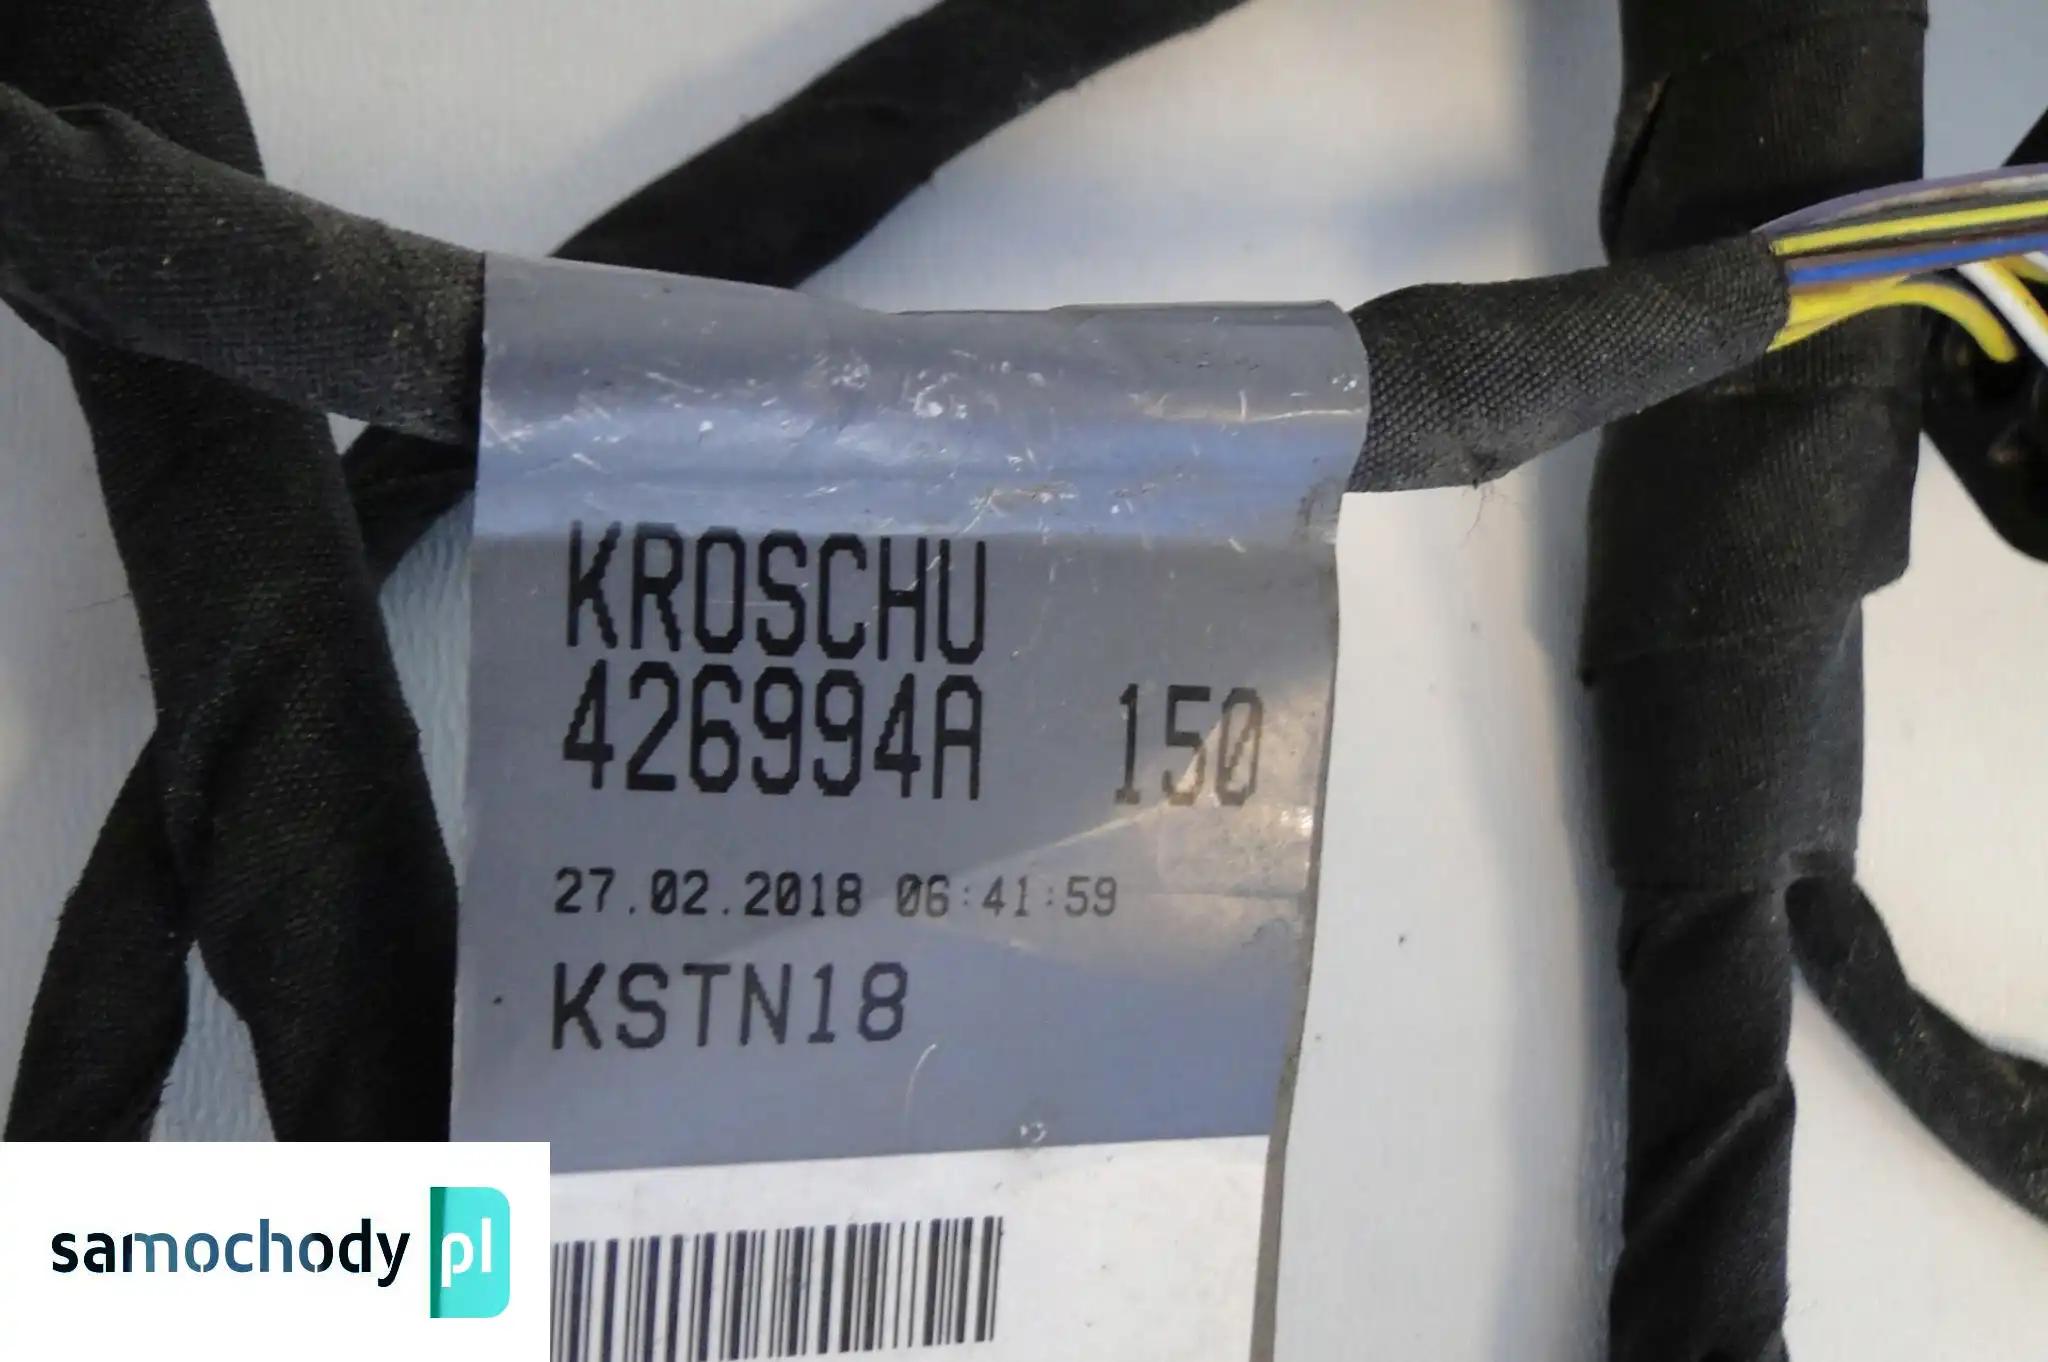 KROSCHU
426994A 150
27.02.2018 06:41:59
KSTN18
samochody pl